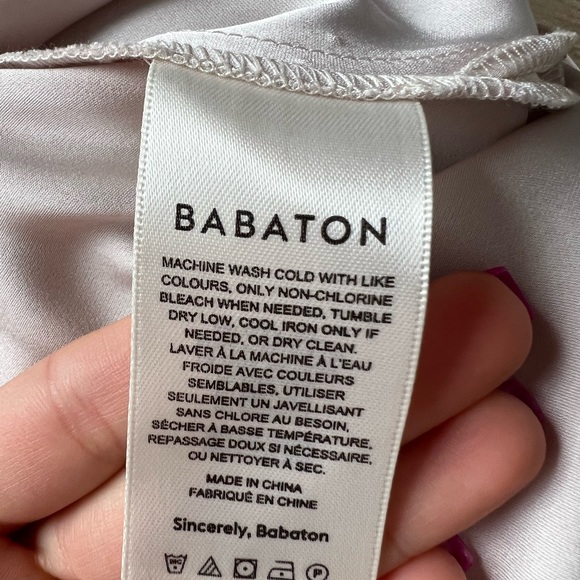 BABATON
MACHINE WASH COLD WITH LIKE
COLOURS, ONLY NON-CHLORINE
BLEACH WHEN NEEDED, TUMBLE
DRY LOW, COOL IRON ONLY IF
NEEDED, OR DRY CLEAN.
LAVER À LA MACHINE À L'EAU
FROIDE AVEC COULEURS
SEMBLABLES, UTILISER
SEULEMENT UN JAVELLISANT
SANS CHLORE AU BESOIN,
SÉCHER À BASSE TEMPÉRATURE,
REPASSAGE DOUX SI NÉCESSAIRE,
OU NETTOYER À SEC.
MADE IN CHINA
FABRIQUÉ EN CHINE
Sincerely, Babaton